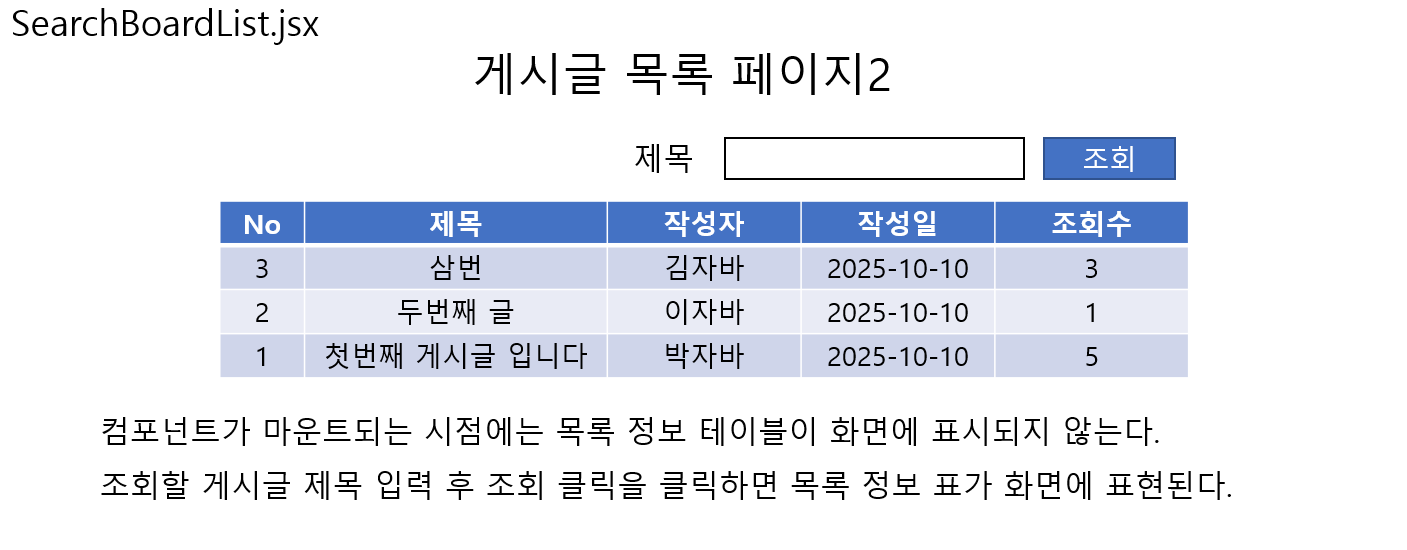 SearchBoardList.jsx
게시글 목록 페이지2
제목 조회
No 제목 작성자 작성일 조회수
3 삼번 김자바 2025-10-10 3
2 두번째 글 이자바 2025-10-10 1
1 첫번째 게시글 입니다 박자바 2025-10-10 5
컴포넌트가 마운트되는 시점에는 목록 정보 테이블이 화면에 표시되지 않는다.
조회할 게시글 제목 입력 후 조회 클릭을 클릭하면 목록 정보 표가 화면에 표현된다.